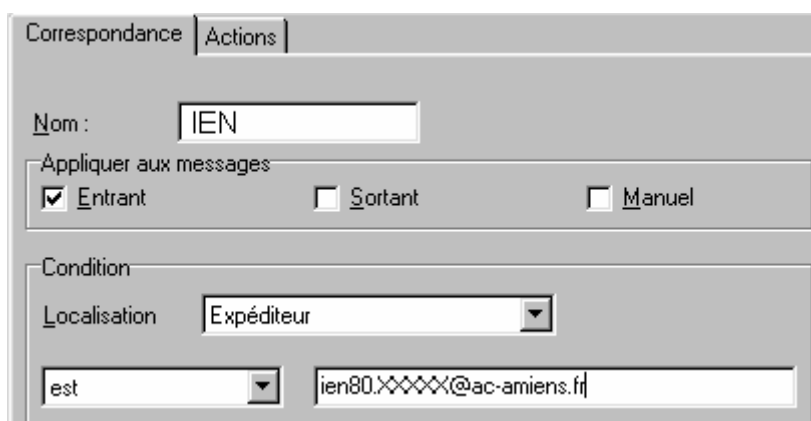 Correspondance Actions
Nom : IEN
Appliquer aux messages
Entrant Sortant Manuel
Condition
Localisation Expéditeur
est ien80.XXXXX@ac-amiens.fr